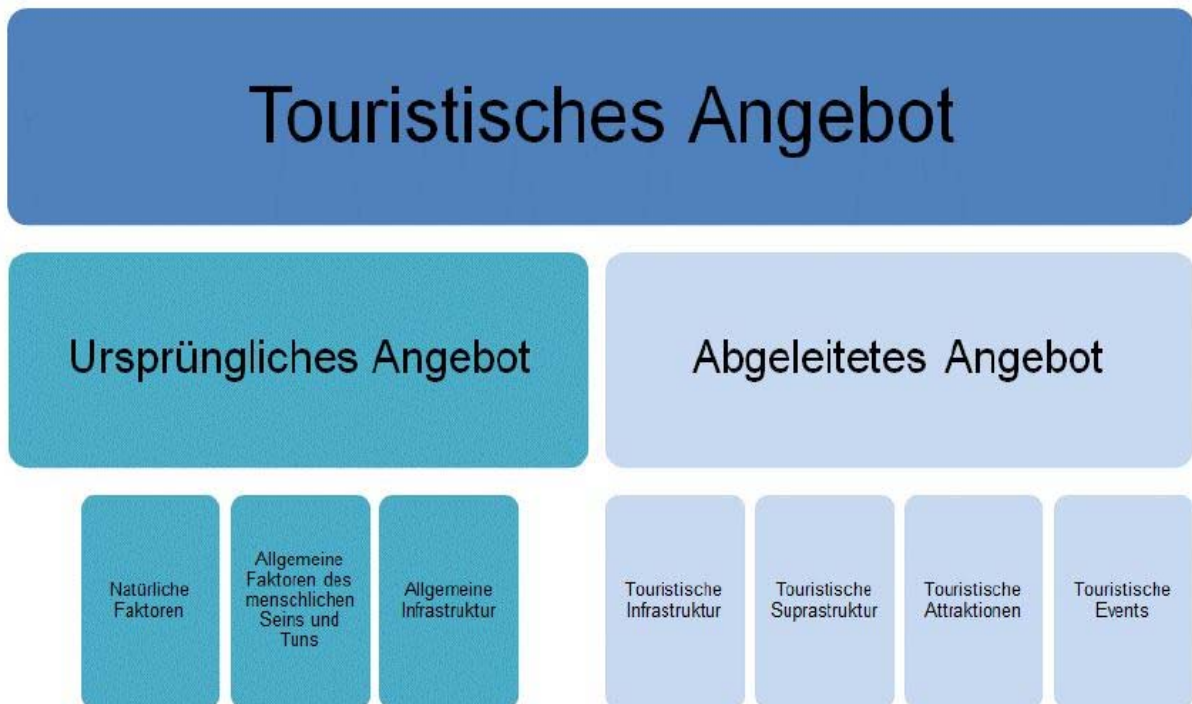 Touristisches Angebot
Ursprüngliches Angebot
Abgeleitetes Angebot
Natürliche
Faktoren
Allgemeine
Faktoren des
menschlichen
Seins und
Tuns
Allgemeine
Infrastruktur
Touristische
Infrastruktur
Touristische
Suprastruktur
Touristische
Attraktionen
Touristische
Events